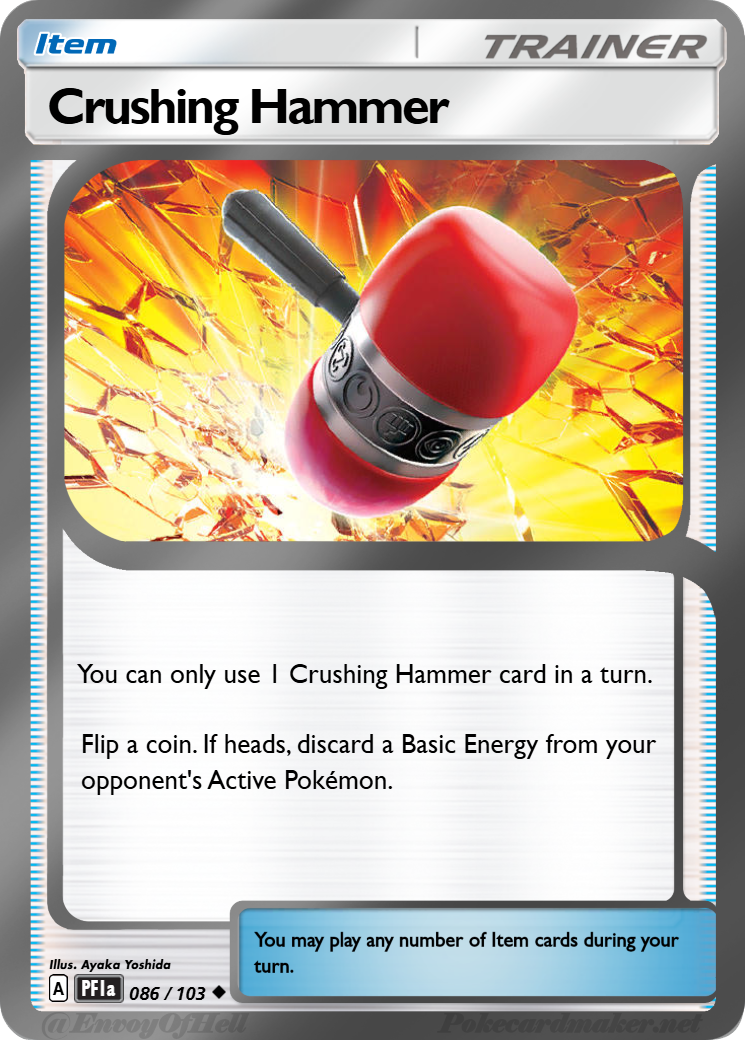 Item
TRAINER
Crushing Hammer
You can only use 1 Crushing Hammer card in a turn.
Flip a coin. If heads, discard a Basic Energy from your
opponent's Active Pokémon.
You may play any number of Item cards during your
turn.
Illus. Ayaka Yoshida
A PF1a 086 / 103
@EnvoyOfHell
Pokecardmaker.net